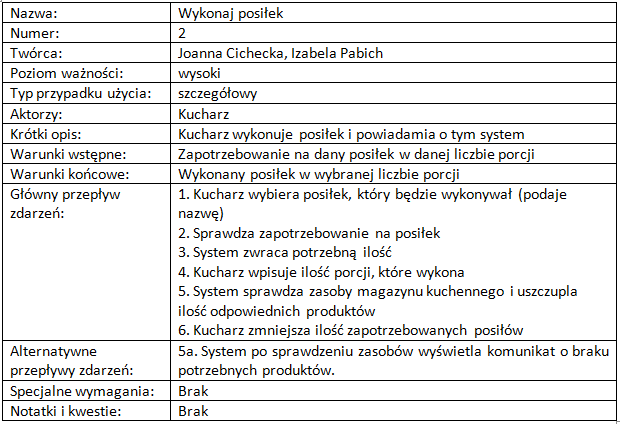 Nazwa: Wykonaj posiłek
Numer: 2
Twórca: Joanna Cichecka, Izabela Pabich
Poziom ważności: wysoki
Typ przypadku użycia: szczegółowy
Aktorzy: Kucharz
Krótki opis: Kucharz wykonuje posiłek i powiadamia o tym system
Warunki wstępne: Zapotrzebowanie na dany posiłek w danej liczbie porcji
Warunki końcowe: Wykonany posiłek w wybranej liczbie porcji
Główny przepływ
zdarzeń:
1. Kucharz wybiera posiłek, który będzie wykonywał (podaje
nazwę)
2. Sprawdza zapotrzebowanie na posiłek
3. System zwraca potrzebną ilość
4. Kucharz wpisuje ilość porcji, które wykona
5. System sprawdza zasoby magazynu kuchennego i uszczupla
ilość odpowiednich produktów
6. Kucharz zmniejsza ilość zapotrzebowanych posiłów
Alternatywne
przepływy zdarzeń:
5a. System po sprawdzeniu zasobów wyświetla komunikat o braku
potrzebnych produktów.
Specjalne wymagania: Brak
Notatki i kwestie: Brak